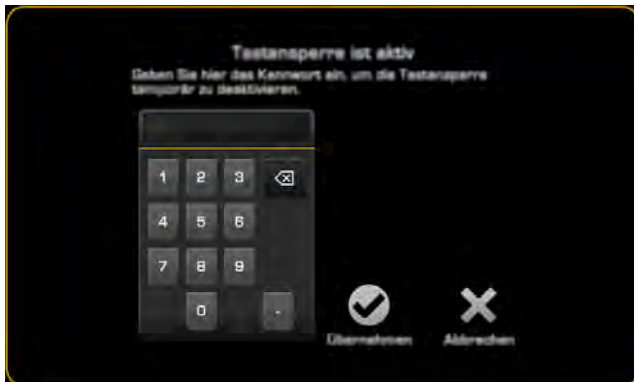 Tastensperre ist aktiv
Geben Sie hier das Kennwort ein, um die Tastensperre
temporär zu deaktivieren.
1 2 3
4 5 6
7 8 9
0 -
Übernehmen Abbrechen